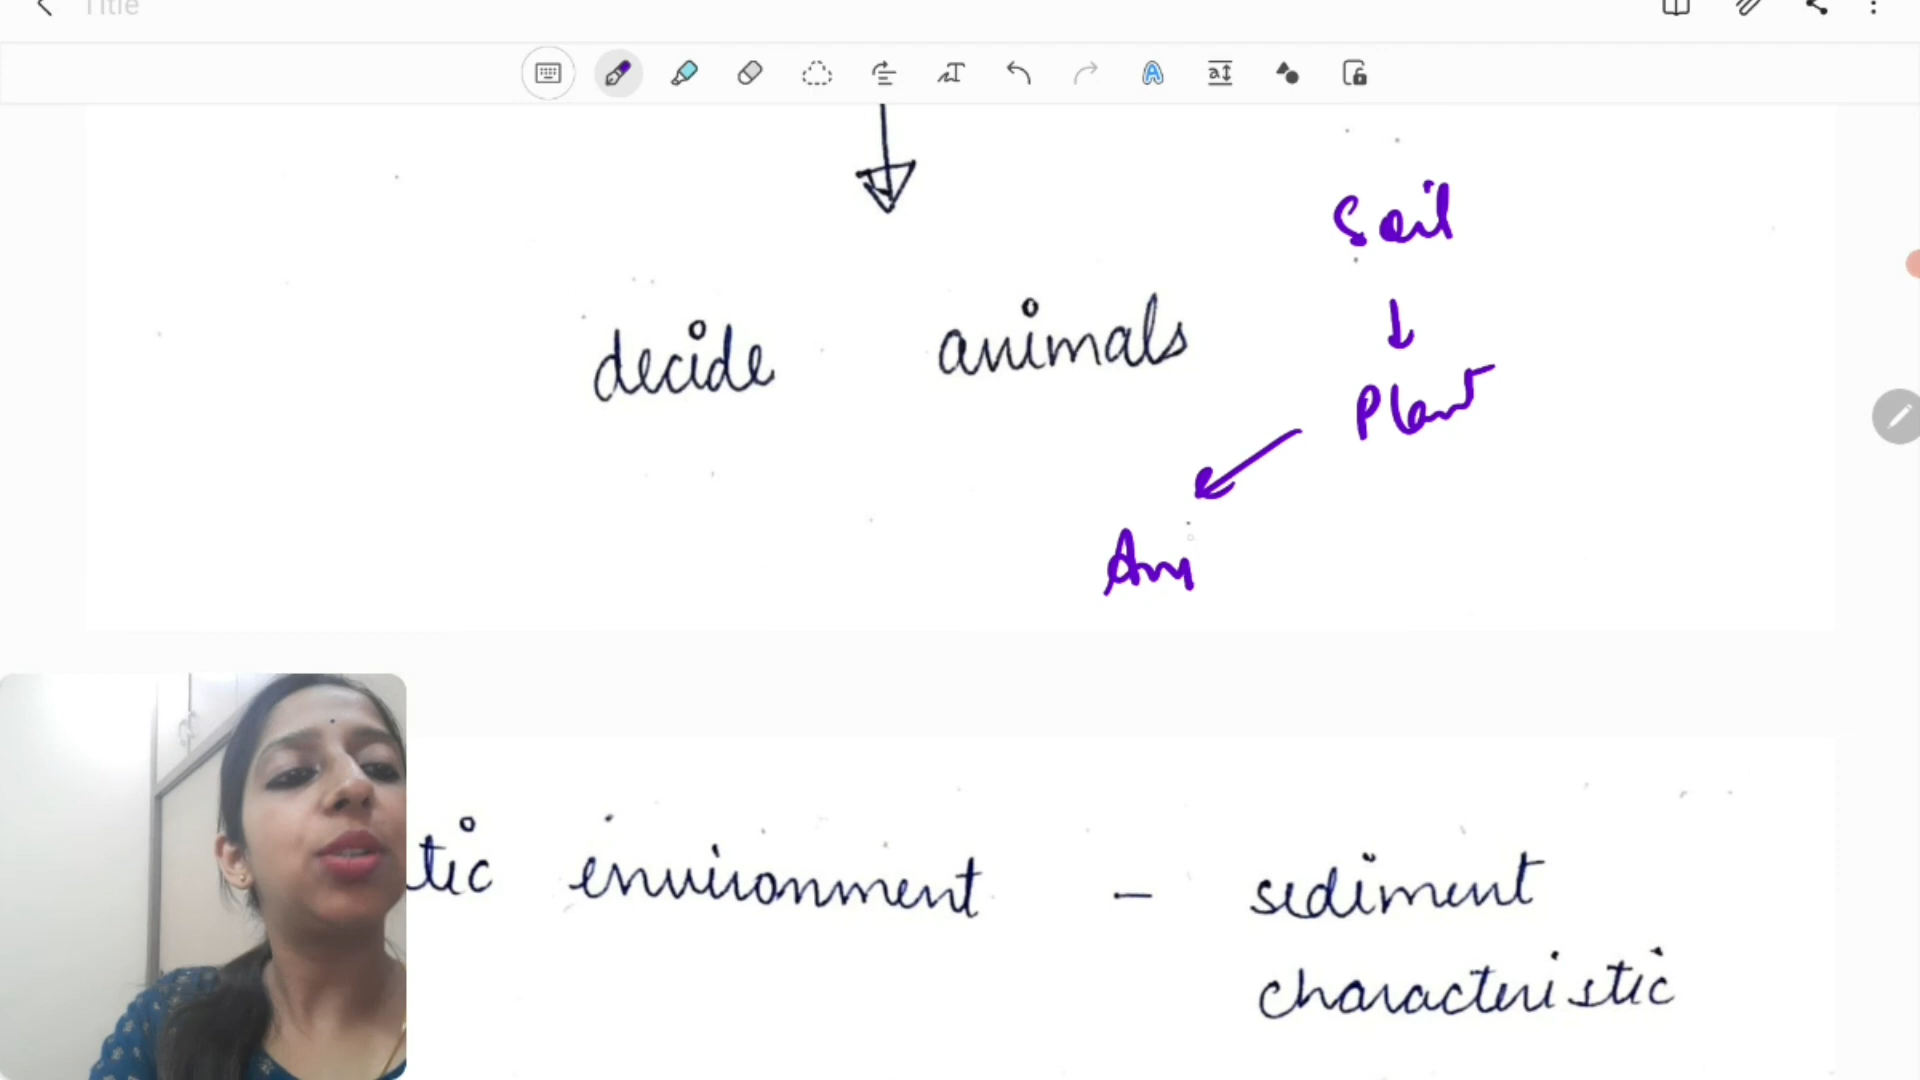 Title
Soil
decide animals
Plant
Ani
tic environment - sediment
characteristic